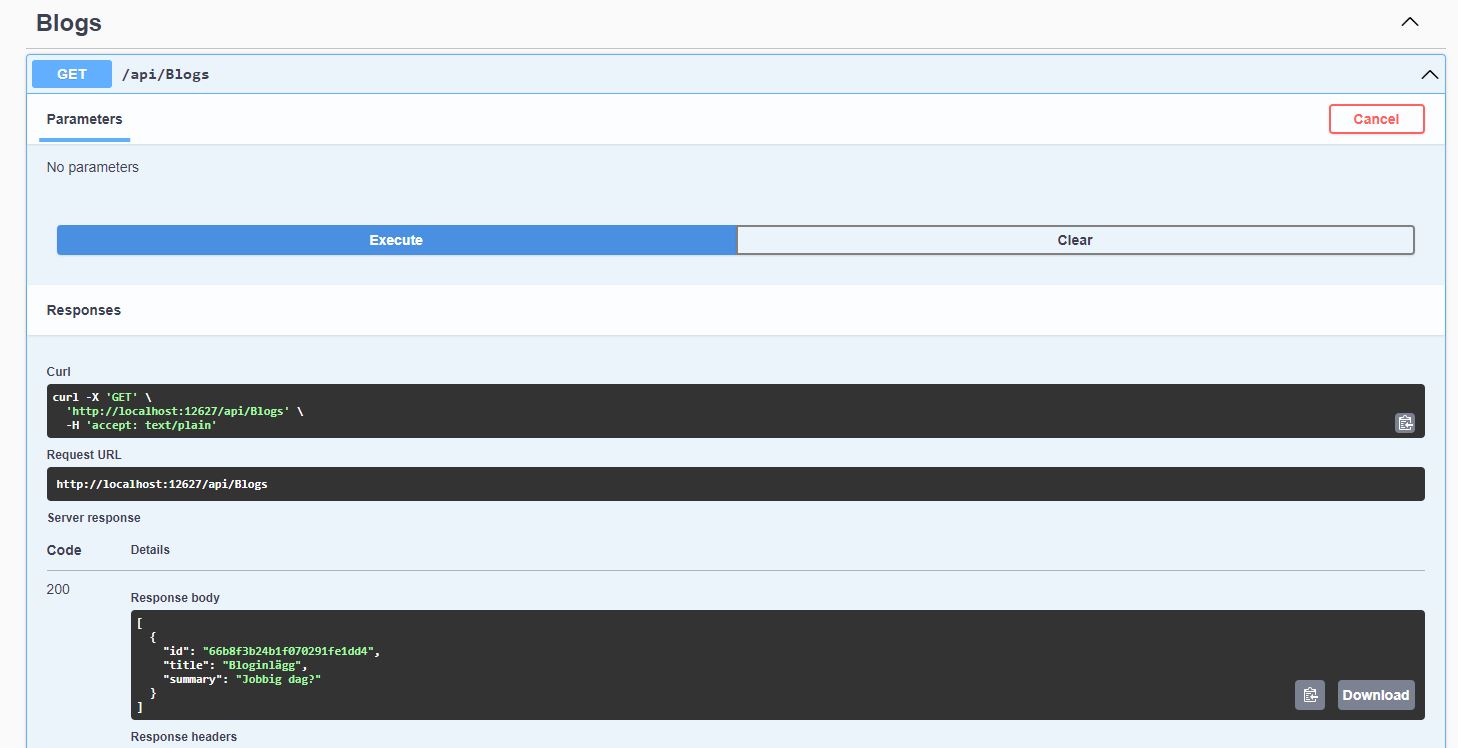 Blogs
GET /api/Blogs
Parameters
Cancel
No parameters
Execute
Clear
Responses
Curl
curl -X 'GET' \
  'http://localhost:12627/api/Blogs' \
  -H 'accept: text/plain'
Request URL
http://localhost:12627/api/Blogs
Server response
Code Details
200
Response body
[
  {
    "id": "66b8f3b24b1f070291fe1dd4",
    "title": "Bloginlägg",
    "summary": "Jobbig dag?"
  }
]
Download
Response headers